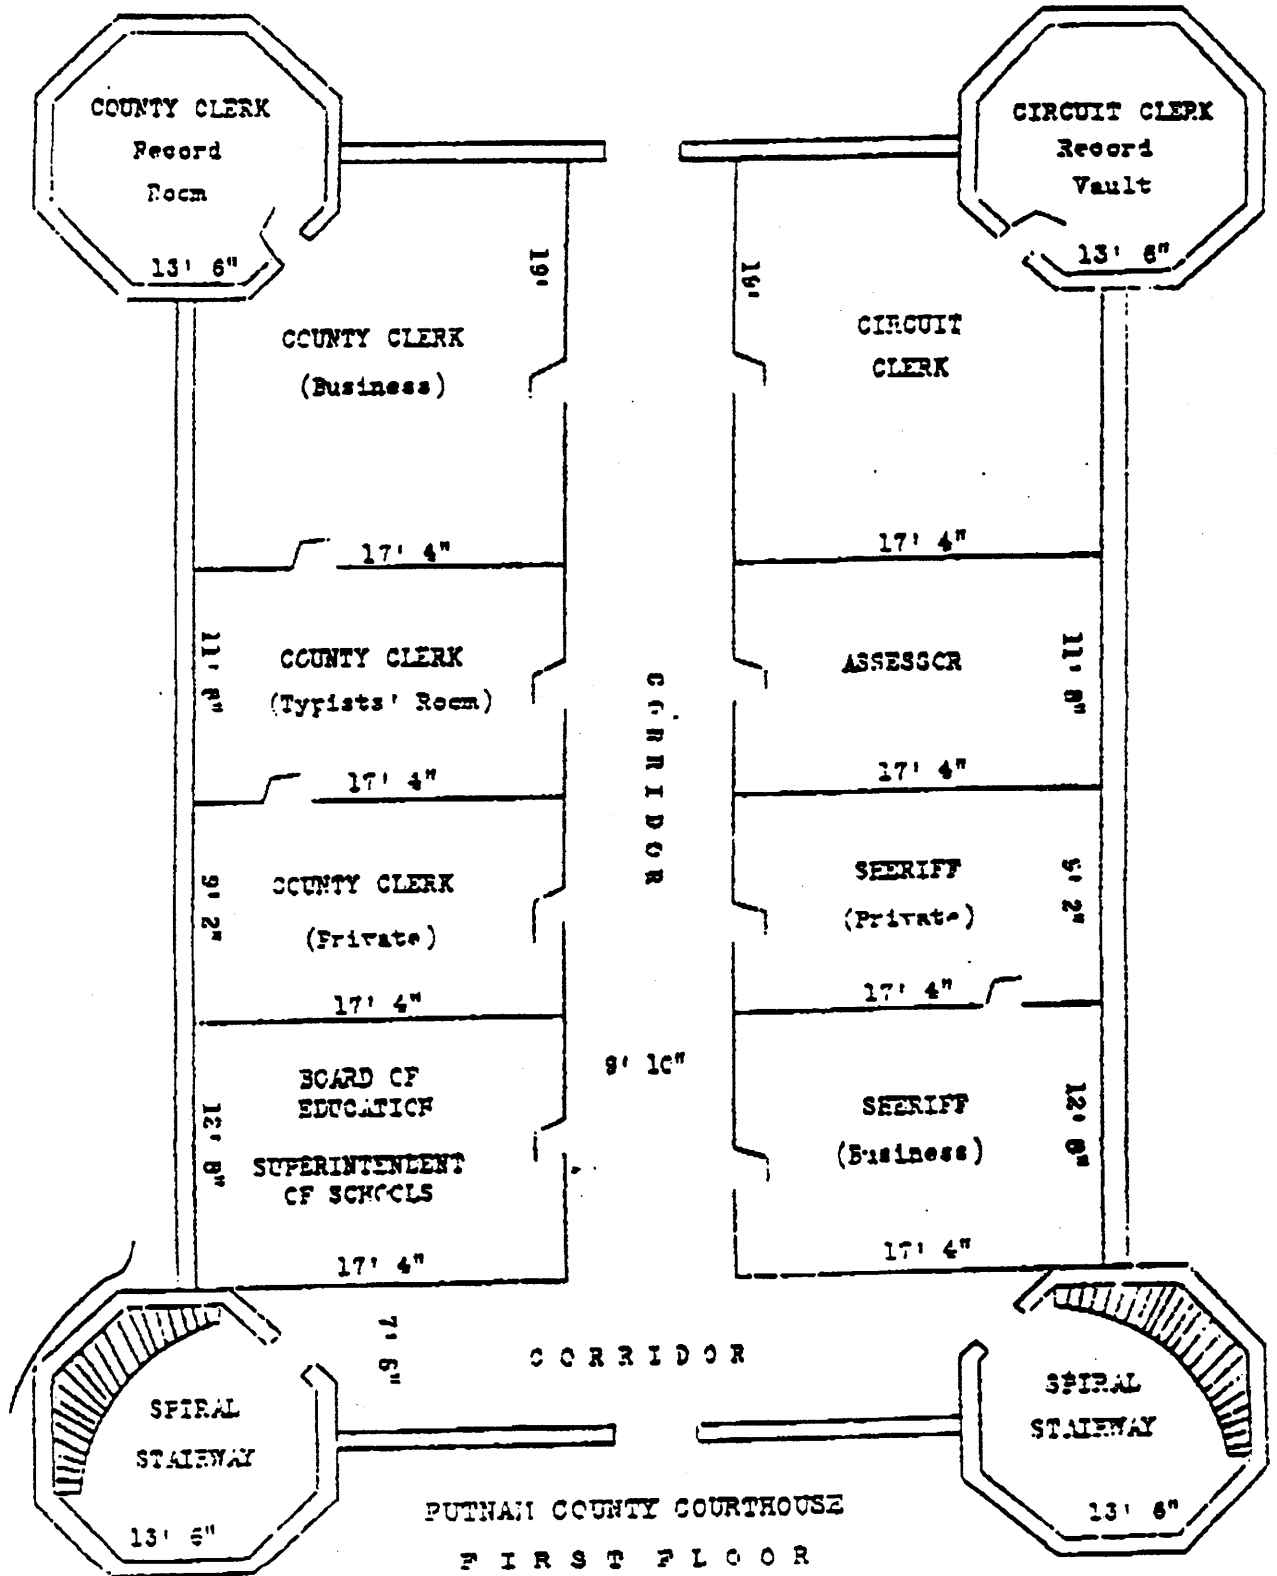 COUNTY CLERK
Record
Room
13' 6"
CIRCUIT CLERK
Record
Vault
13' 6"
19'
19'
COUNTY CLERK
(Business)
CIRCUIT
CLERK
17' 4"
17' 4"
11' 8"
COUNTY CLERK
(Typists' Room)
CORRIDOR
ASSESSOR
11' 8"
17' 4"
17' 4"
9' 2"
COUNTY CLERK
(Private)
SHERIFF
(Private)
9' 2"
17' 4"
17' 4"
9' 10"
BOARD OF
EDUCATION
SUPERINTENDENT
OF SCHOOLS
12' 8"
SHERIFF
(Business)
12' 8"
17' 4"
17' 4"
7' 6"
CORRIDOR
SPIRAL
STAIRWAY
13' 6"
SPIRAL
STAIRWAY
13' 6"
PUTNAM COUNTY COURTHOUSE
FIRST FLOOR